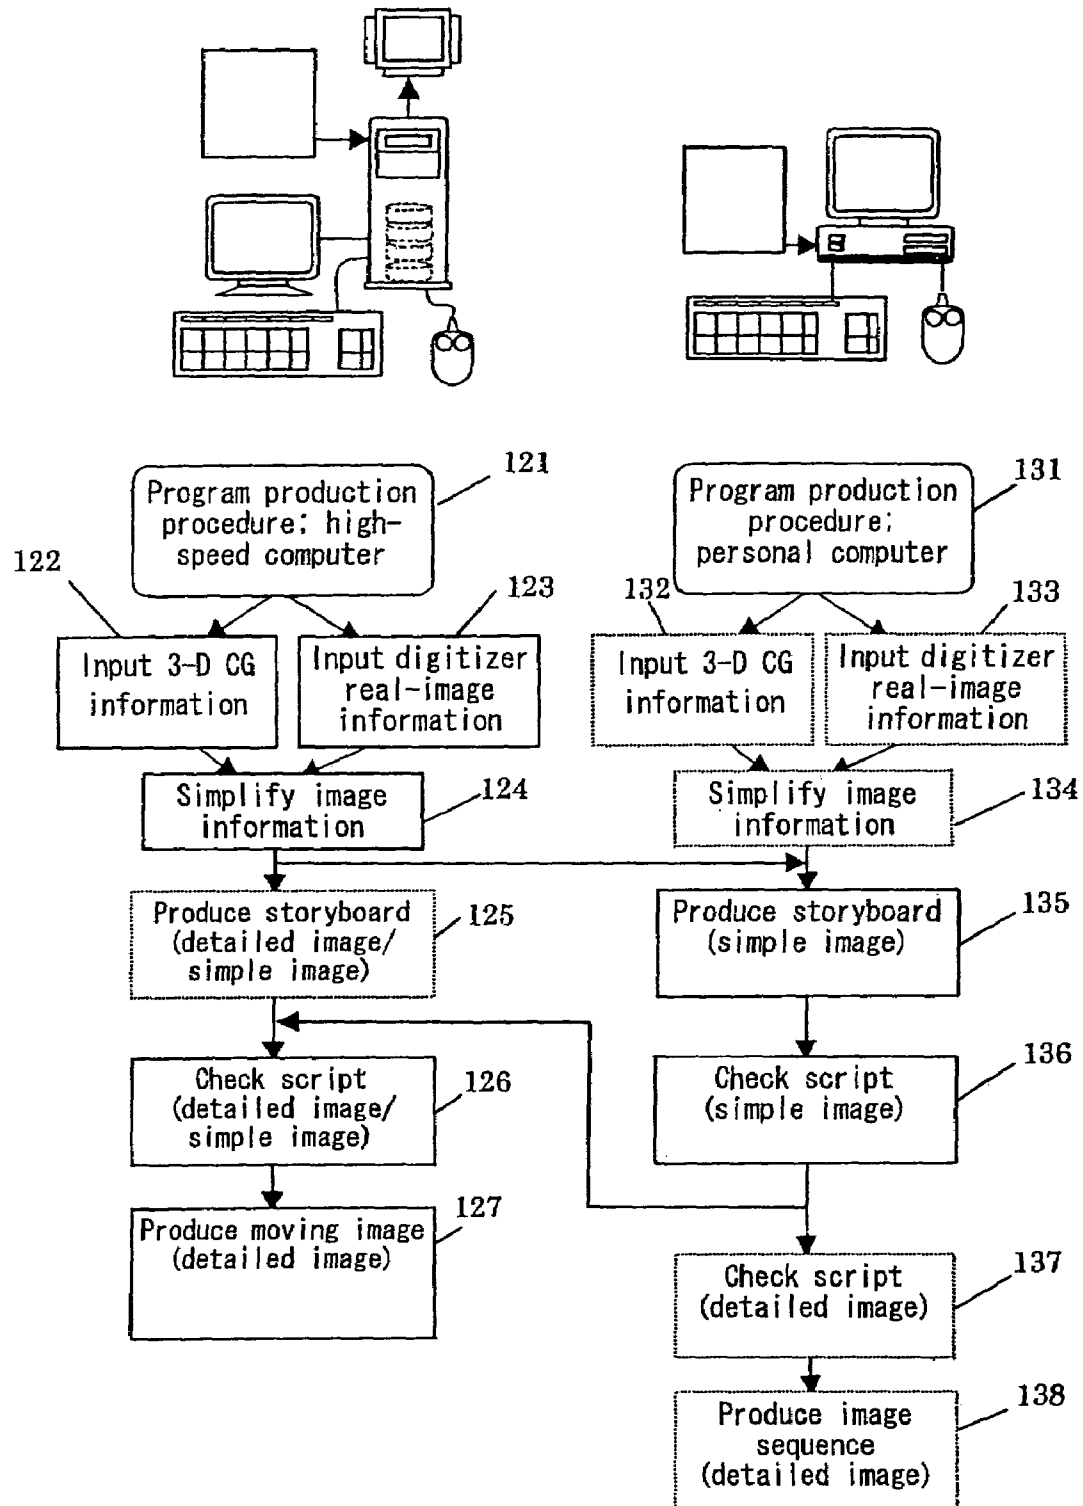 121
Program production
procedure: high-
speed computer
122
123
Input 3-D CG
information
Input digitizer
real-image
information
Simplify image
information
124
Produce storyboard
(detailed image/
simple image)
125
Check script
(detailed image/
simple image)
126
Produce moving image
(detailed image)
127
131
Program production
procedure:
personal computer
132
133
Input 3-D CG
information
Input digitizer
real-image
information
Simplify image
information
134
Produce storyboard
(simple image)
135
Check script
(simple image)
136
Check script
(detailed image)
137
Produce image
sequence
(detailed image)
138